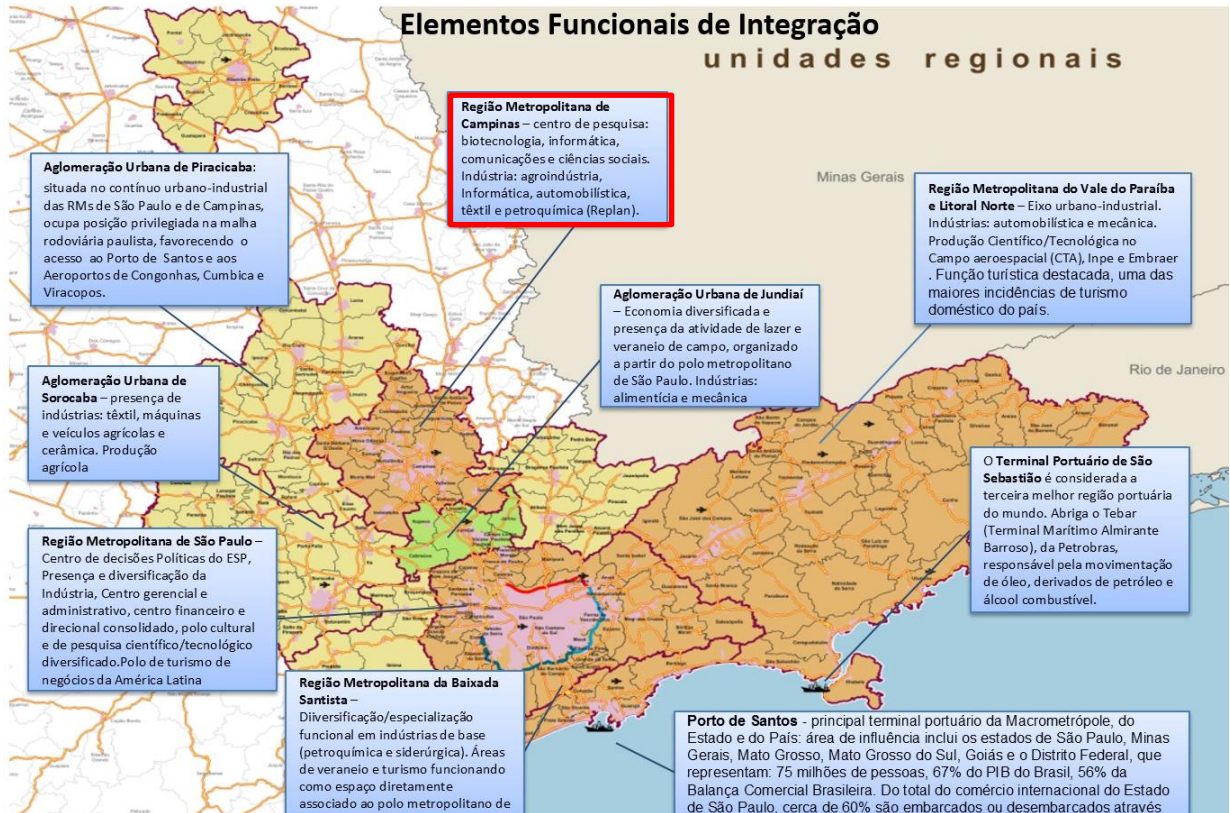 Elementos Funcionais de Integração
unidades regionais
Região Metropolitana de
Campinas – centro de pesquisa:
biotecnologia, informática,
comunicações e ciências sociais.
Indústria: agroindústria,
Informática, automobilística,
têxtil e petroquímica (Replan).
Minas Gerais
Aglomeração Urbana de Piracicaba:
situada no contínuo urbano-industrial
das RMs de São Paulo e de Campinas,
ocupa posição privilegiada na malha
rodoviária paulista, favorecendo o
acesso ao Porto de Santos e aos
Aeroportos de Congonhas, Cumbica e
Viracopos.
Região Metropolitana do Vale do Paraíba
e Litoral Norte – Eixo urbano-industrial.
Indústrias: automobilística e mecânica.
Produção Científico/Tecnológica no
Campo aeroespacial (CTA), Inpe e Embraer
. Função turística destacada, uma das
maiores incidências de turismo
doméstico do país.
Aglomeração Urbana de Jundiaí
– Economia diversificada e
presença da atividade de lazer e
veraneio de campo, organizado
a partir do polo metropolitano
de São Paulo. Indústrias:
alimentícia e mecânica
Rio de Janeiro
Aglomeração Urbana de
Sorocaba – presença de
indústrias: têxtil, máquinas
e veículos agrícolas e
cerâmica. Produção
agrícola
O Terminal Portuário de São
Sebastião é considerada a
terceira melhor região portuária
do mundo. Abriga o Tebar
(Terminal Marítimo Almirante
Barroso), da Petrobras,
responsável pela movimentação
de óleo, derivados de petróleo e
álcool combustível.
Região Metropolitana de São Paulo –
Centro de decisões Políticas do ESP,
Presença e diversificação da
Indústria, Centro gerencial e
administrativo, centro financeiro e
direcional consolidado, polo cultural
e de pesquisa científico/tecnológico
diversificado.Polo de turismo de
negócios da América Latina
Região Metropolitana da Baixada
Santista –
Diiversificação/especialização
funcional em indústrias de base
(petroquímica e siderúrgica). Áreas
de veraneio e turismo funcionando
como espaço diretamente
associado ao polo metropolitano de
Porto de Santos - principal terminal portuário da Macrometrópole, do
Estado e do País: área de influência inclui os estados de São Paulo, Minas
Gerais, Mato Grosso, Mato Grosso do Sul, Goiás e o Distrito Federal, que
representam: 75 milhões de pessoas, 67% do PIB do Brasil, 56% da
Balança Comercial Brasileira. Do total do comércio internacional do Estado
de São Paulo, cerca de 60% são embarcados ou desembarcados através